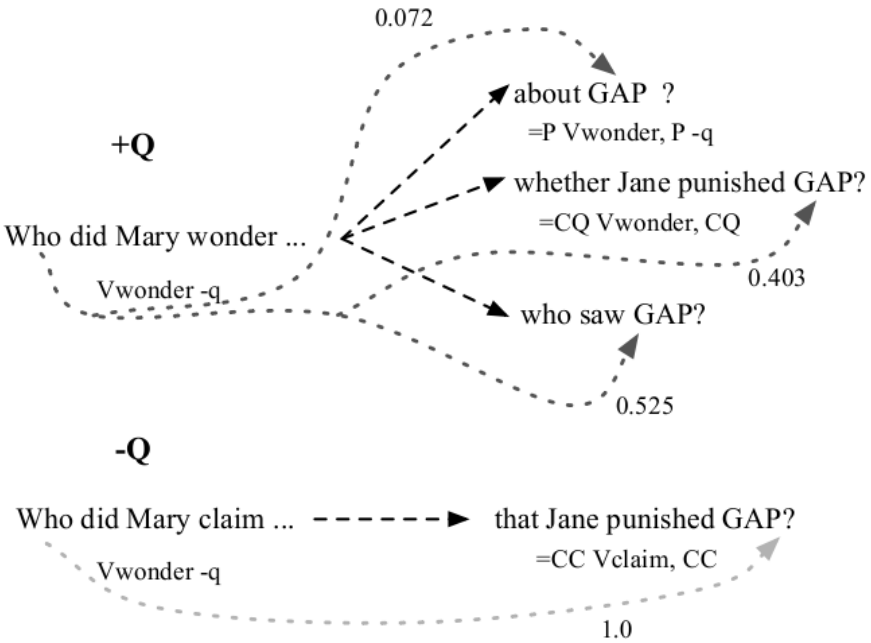 0.072
about GAP ?
=P Vwonder, P -q
+Q
whether Jane punished GAP?
=CQ Vwonder, CQ
Who did Mary wonder ...
0.403
Vwonder -q
who saw GAP?
0.525
-Q
Who did Mary claim ...
that Jane punished GAP?
=CC Vclaim, CC
Vwonder -q
1.0